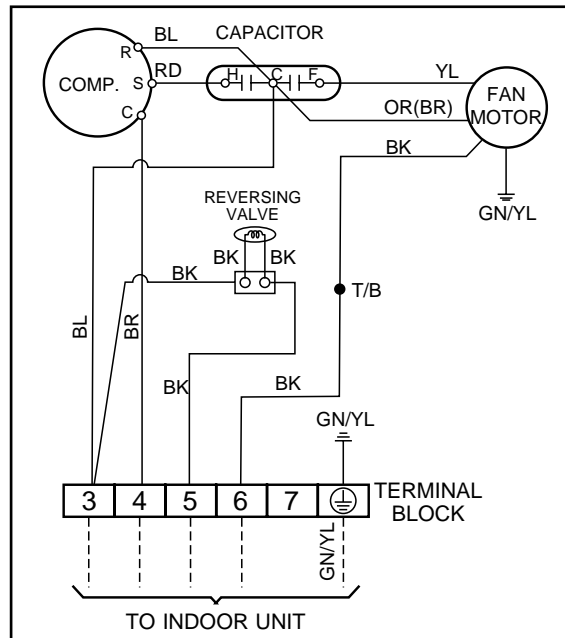 BL
CAPACITOR
R
COMP.
RD
S
H
C
F
YL
FAN
MOTOR
C
OR(BR)
BK
GN/YL
REVERSING
VALVE
BK
BK
BK
T/B
BL
BR
BK
BK
GN/YL
3
4
5
6
7
TERMINAL
BLOCK
GN/YL
TO INDOOR UNIT